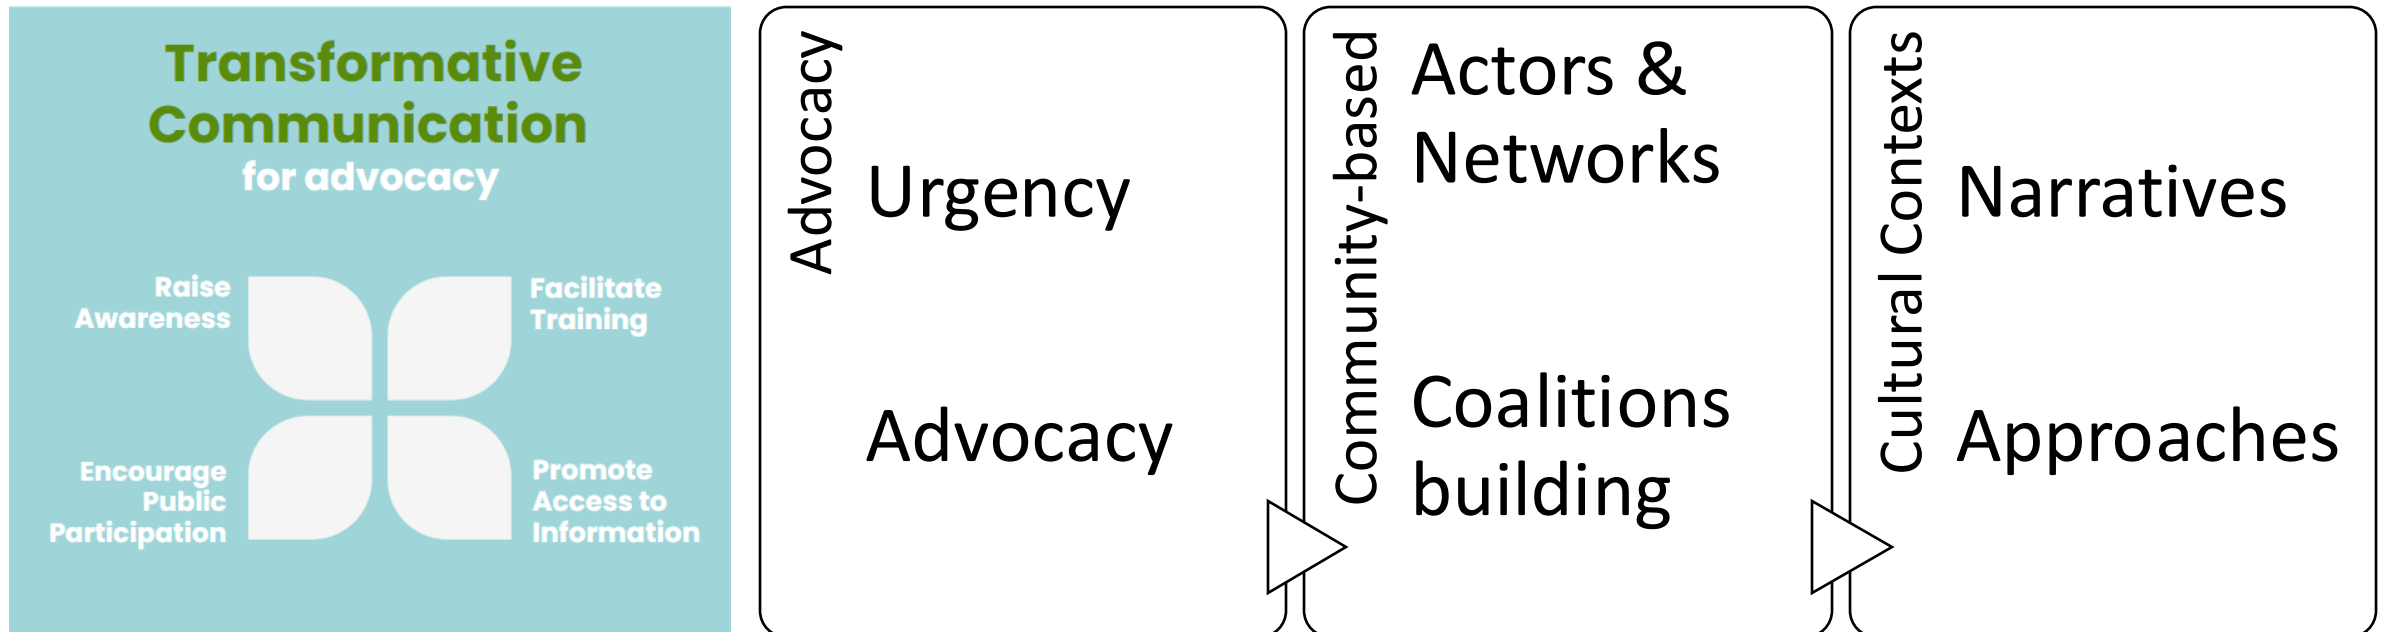 Transformative
Communication
for advocacy
Raise
Awareness
Facilitate
Training
Encourage
Public
Participation
Promote
Access to
Information
Advocacy
Urgency
Advocacy
Community-based
Actors &
Networks
Coalitions
building
Cultural Contexts
Narratives
Approaches